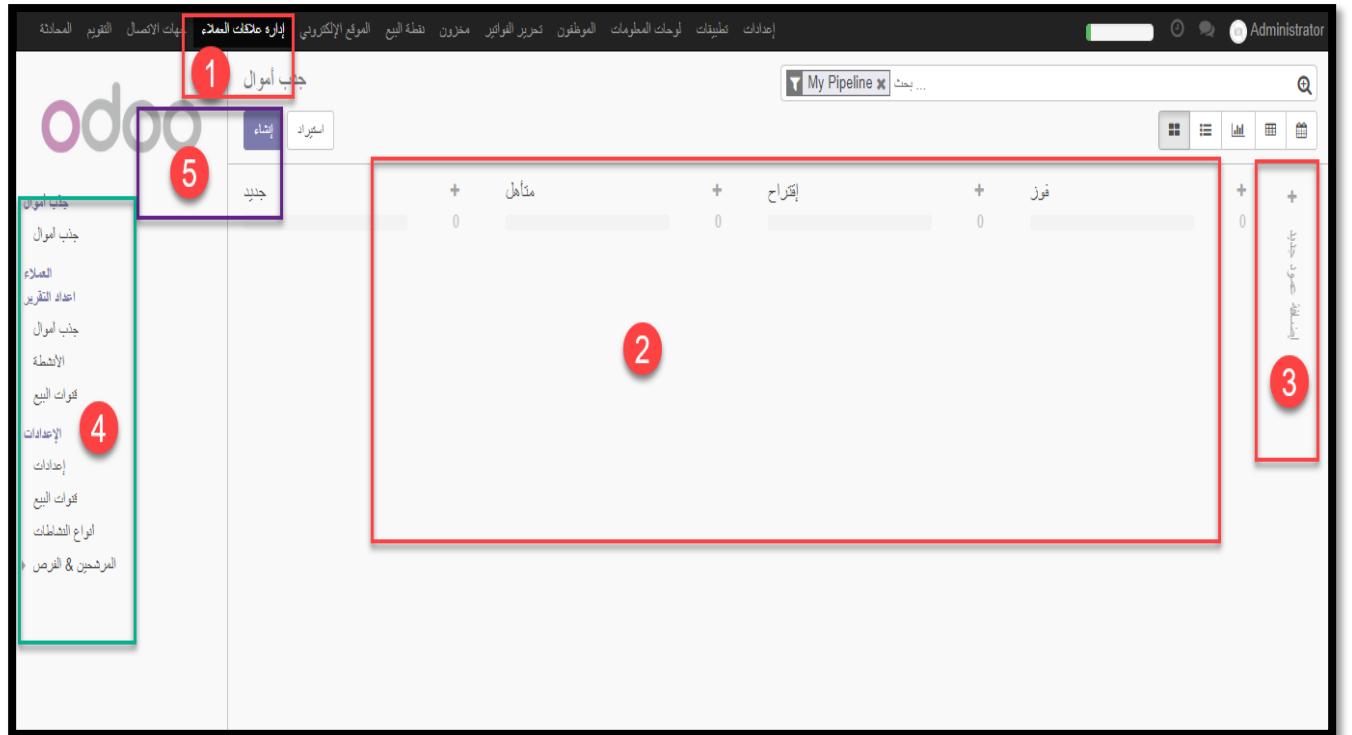 المحادثة التقويم جهات الاتصال إدارة علاقات العملاء الموقع الإلكتروني نقطة البيع مخزون تحرير الفواتير الموظفون لوحات المعلومات تطبيقات إعدادات
Administrator
1
جذب أموال
My Pipeline
بحث ...
odoo
إنشاء
استيراد
5
جديد
متأهل
إقتراح
فوز
0
0
0
0
إضافة عمود جديد
2
3
جذب أموال
جذب أموال
العملاء
اعداد التقرير
جذب أموال
الأنشطة
قنوات البيع
الإعدادات
4
إعدادات
قنوات البيع
أنواع النشاطات
المرشحين & الفرص